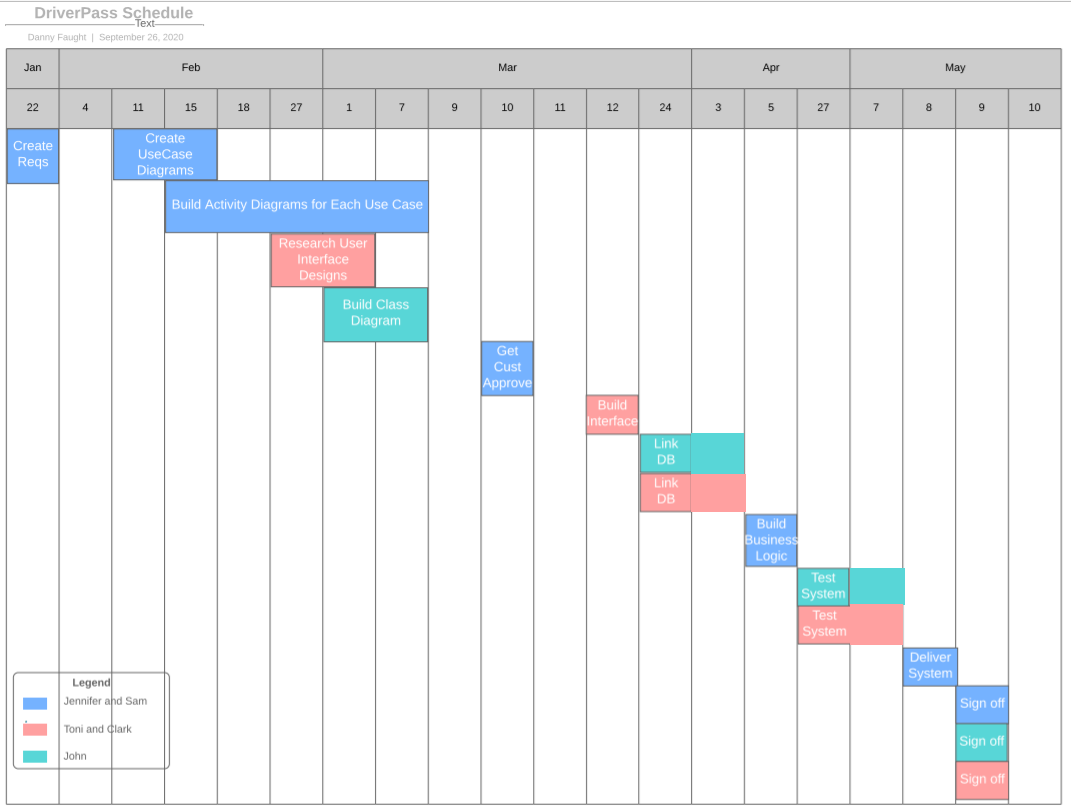 DriverPass Schedule
Text
Danny Faught | September 26, 2020
Jan Feb Mar Apr May
22 4 11 15 18 27 1 7 9 10 11 12 24 3 5 27 7 8 9 10
Create
Reqs
Create
UseCase
Diagrams
Build Activity Diagrams for Each Use Case
Research User
Interface
Designs
Build Class
Diagram
Get
Cust
Approve
Build
Interface
Link
DB
Link
DB
Build
Business
Logic
Test
System
Test
System
Deliver
System
Sign off
Sign off
Sign off
Legend
Jennifer and Sam
Toni and Clark
John